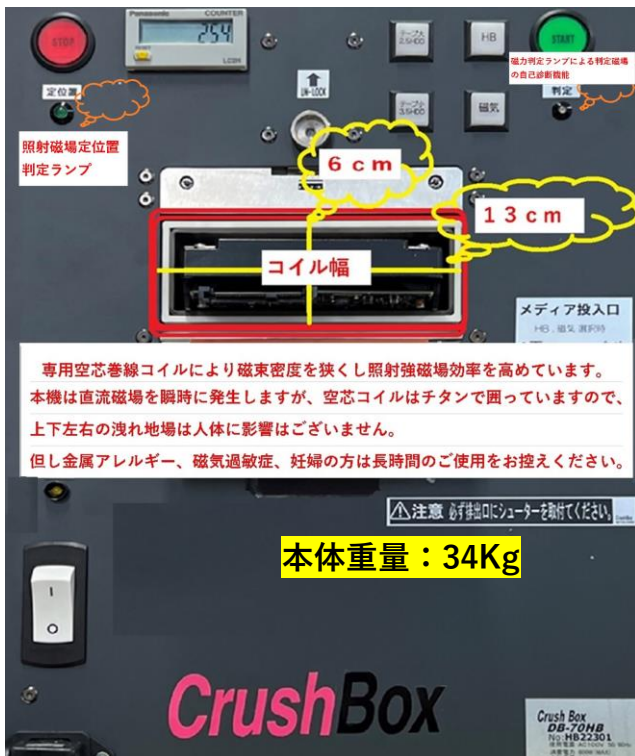 Panasonic COUNTER
254
RESET
LC2H
STOP
テープ大
2.5HDD
HB
START
磁力判定ランプによる判定磁場
の自己診断機能
定位置
UN-LOCK
判定
テープ小
3.5HDD
磁気
照射磁場定位置
判定ランプ
6cm
13cm
コイル幅
メディア投入口
HB.磁気 選択時
専用空芯巻線コイルにより磁束密度を狭くし照射強磁場効率を高めています。
本機は直流磁場を瞬時に発生しますが、空芯コイルはチタンで囲っていますので、
上下左右の洩れ地場は人体に影響はございません。
但し金属アレルギー、磁気過敏症、妊婦の方は長時間のご使用をお控えください。
⚠注意 必ず排出口にシューターを取付てください。
本体重量：34Kg
CrushBox
Crush Box
DB-70HB
No:HB22301